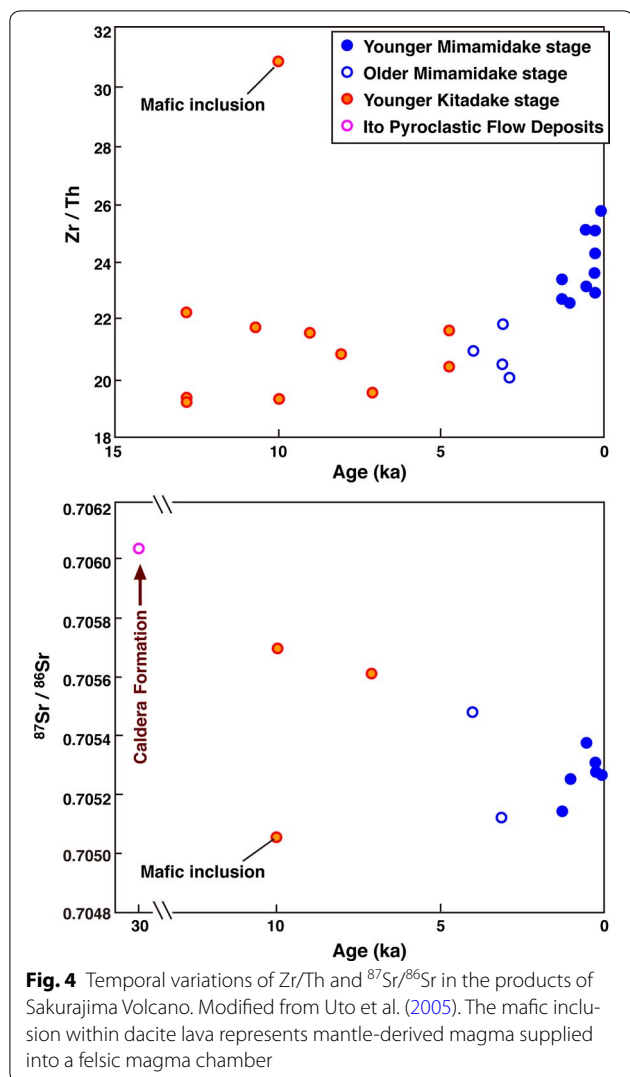 32
30
28
26
24
22
20
18
Zr / Th
Mafic inclusion
Younger Mimamidake stage
Older Mimamidake stage
Younger Kitadake stage
Ito Pyroclastic Flow Deposits
15
10
5
0
Age (ka)
0.7062
0.7060
0.7058
0.7056
0.7054
0.7052
0.7050
0.7048
⁸⁷Sr / ⁸⁶Sr
Caldera Formation
Mafic inclusion
30
10
5
0
Age (ka)
Fig. 4 Temporal variations of Zr/Th and ⁸⁷Sr/⁸⁶Sr in the products of
Sakurajima Volcano. Modified from Uto et al. (2005). The mafic inclu-
sion within dacite lava represents mantle-derived magma supplied
into a felsic magma chamber